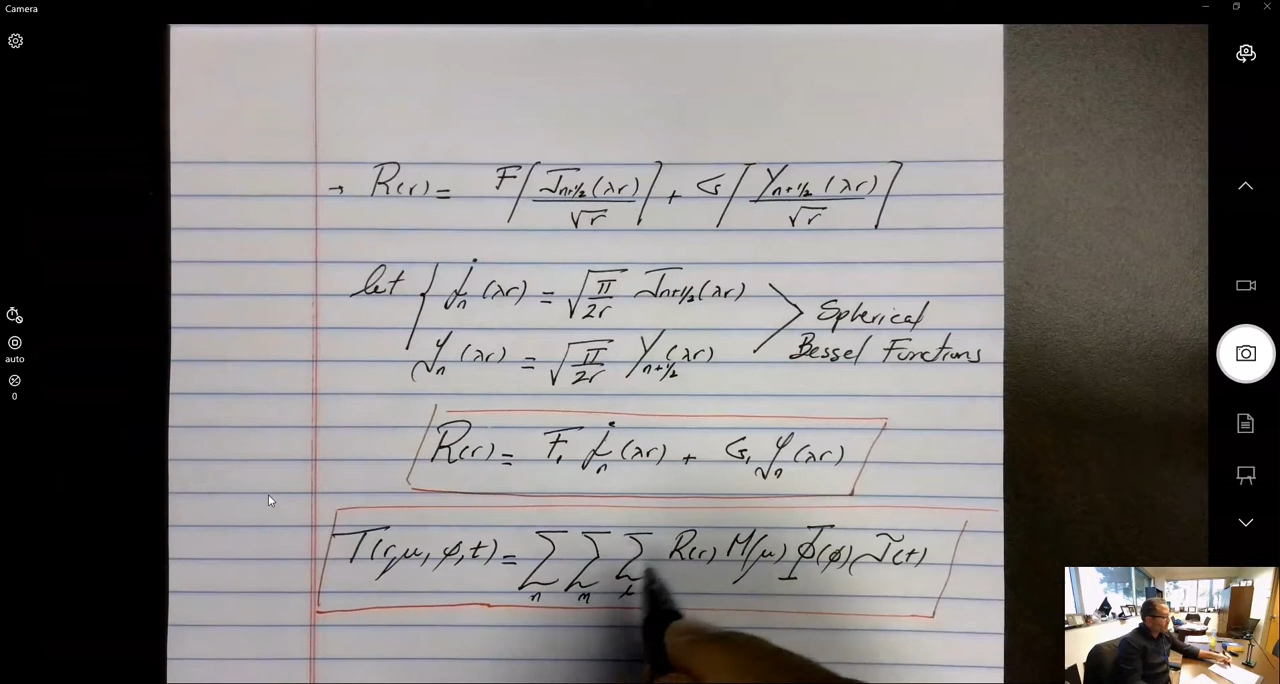 Camera
→ R(r) = F[J_{n+1/2}(λr)/√r] + G[Y_{n+1/2}(λr)/√r]
let { j_n(λr) = √(π/2r) J_{n+1/2}(λr)
y_n(λr) = √(π/2r) Y_{n+1/2}(λr)
> Spherical
Bessel Functions
R(r) = F₁ j_n(λr) + G₁ y_n(λr)
T(r,μ,φ,t) = Σ_n Σ_m Σ R(r) M(μ) Φ(φ) J̃(t)
auto
0